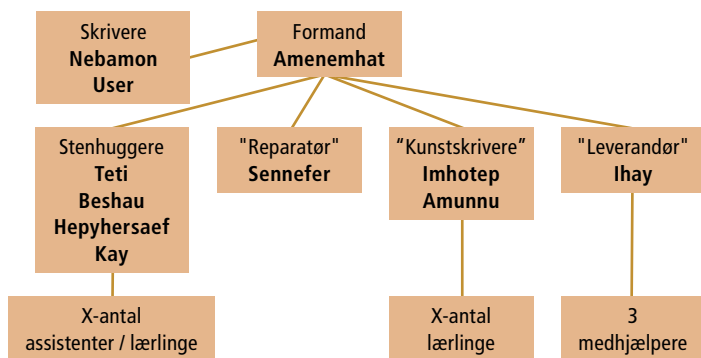 Skrivere
Nebamon
User
Formand
Amenemhat
Stenhuggere
Teti
Beshau
Hepyhersaef
Kay
"Reparatør"
Sennefer
“Kunstskrivere”
Imhotep
Amunnu
"Leverandør"
Ihay
X-antal
assistenter / lærlinge
X-antal
lærlinge
3
medhjælpere